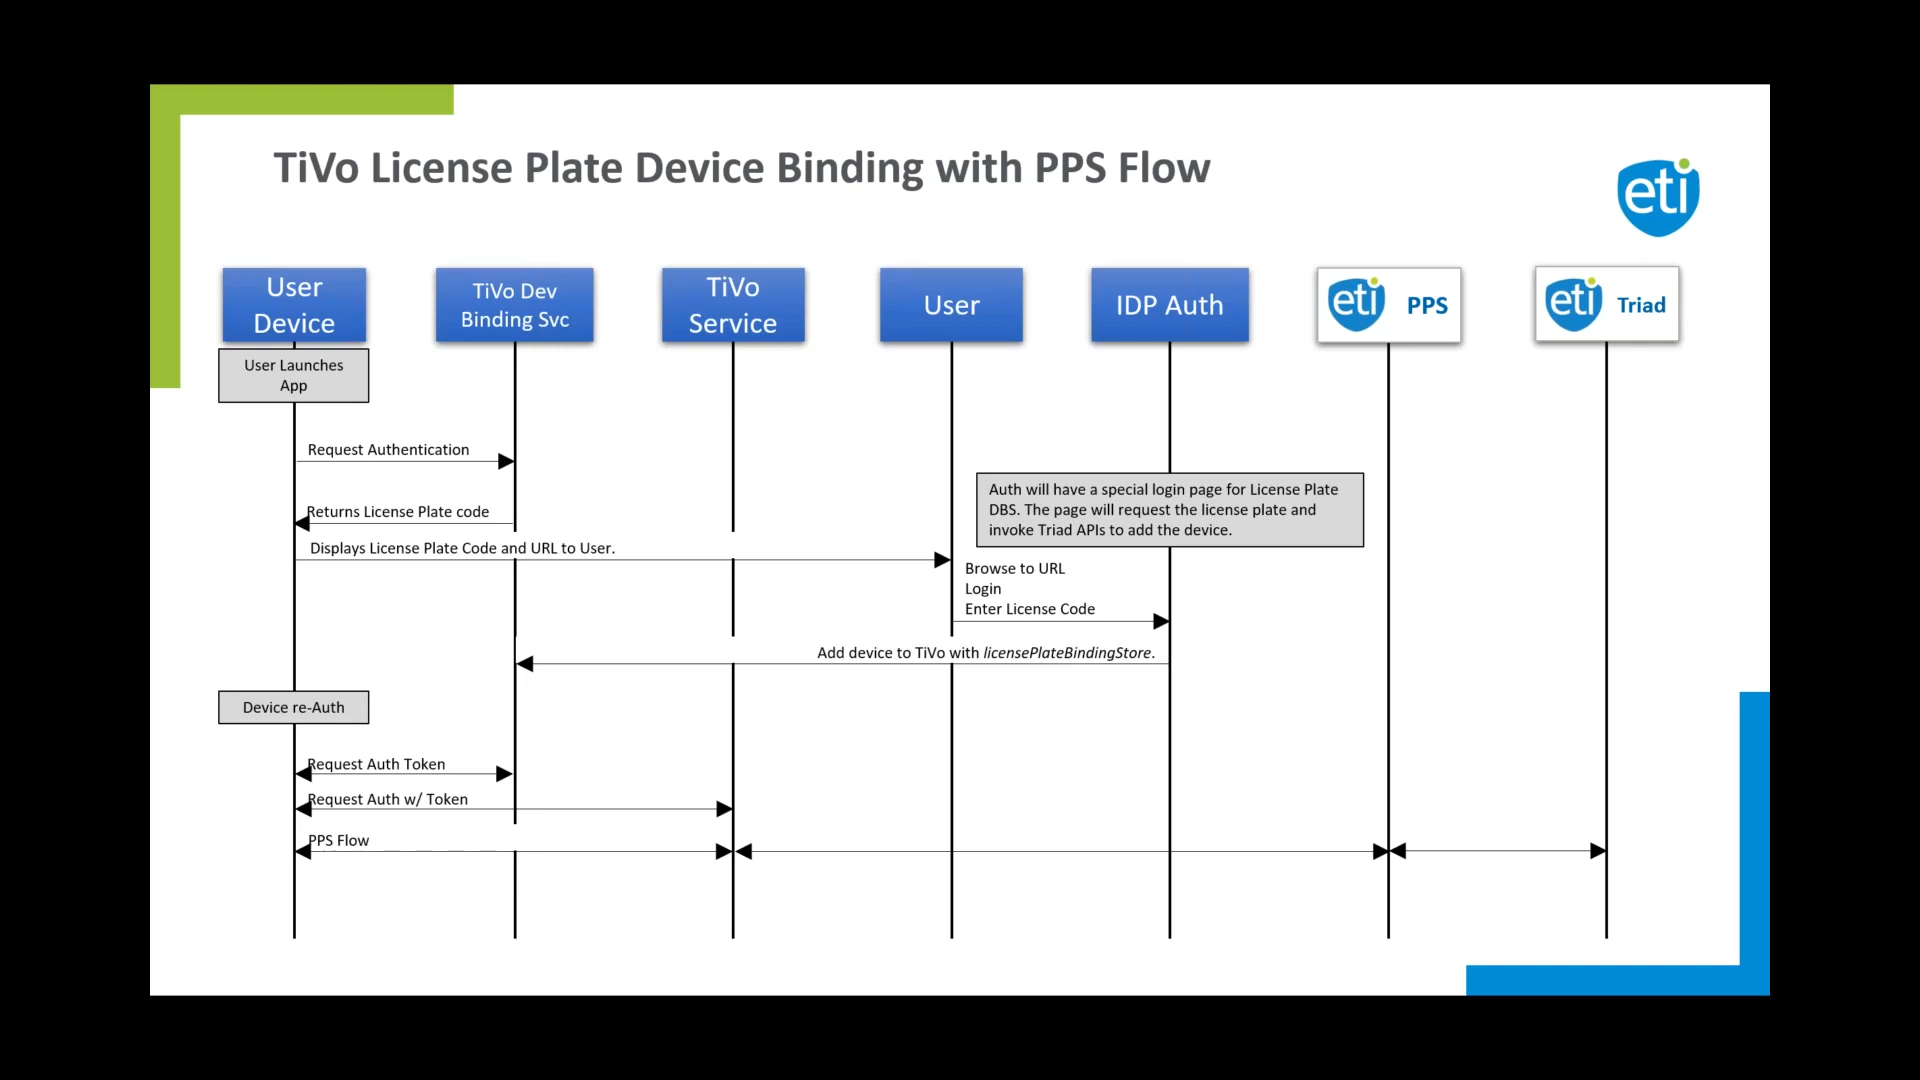 TiVo License Plate Device Binding with PPS Flow
eti
User
Device
TiVo Dev
Binding Svc
TiVo
Service
User
IDP Auth
eti PPS
eti Triad
User Launches
App
Request Authentication
Auth will have a special login page for License Plate
DBS. The page will request the license plate and
invoke Triad APIs to add the device.
Returns License Plate code
Displays License Plate Code and URL to User.
Browse to URL
Login
Enter License Code
Add device to TiVo with licensePlateBindingStore.
Device re-Auth
Request Auth Token
Request Auth w/ Token
PPS Flow